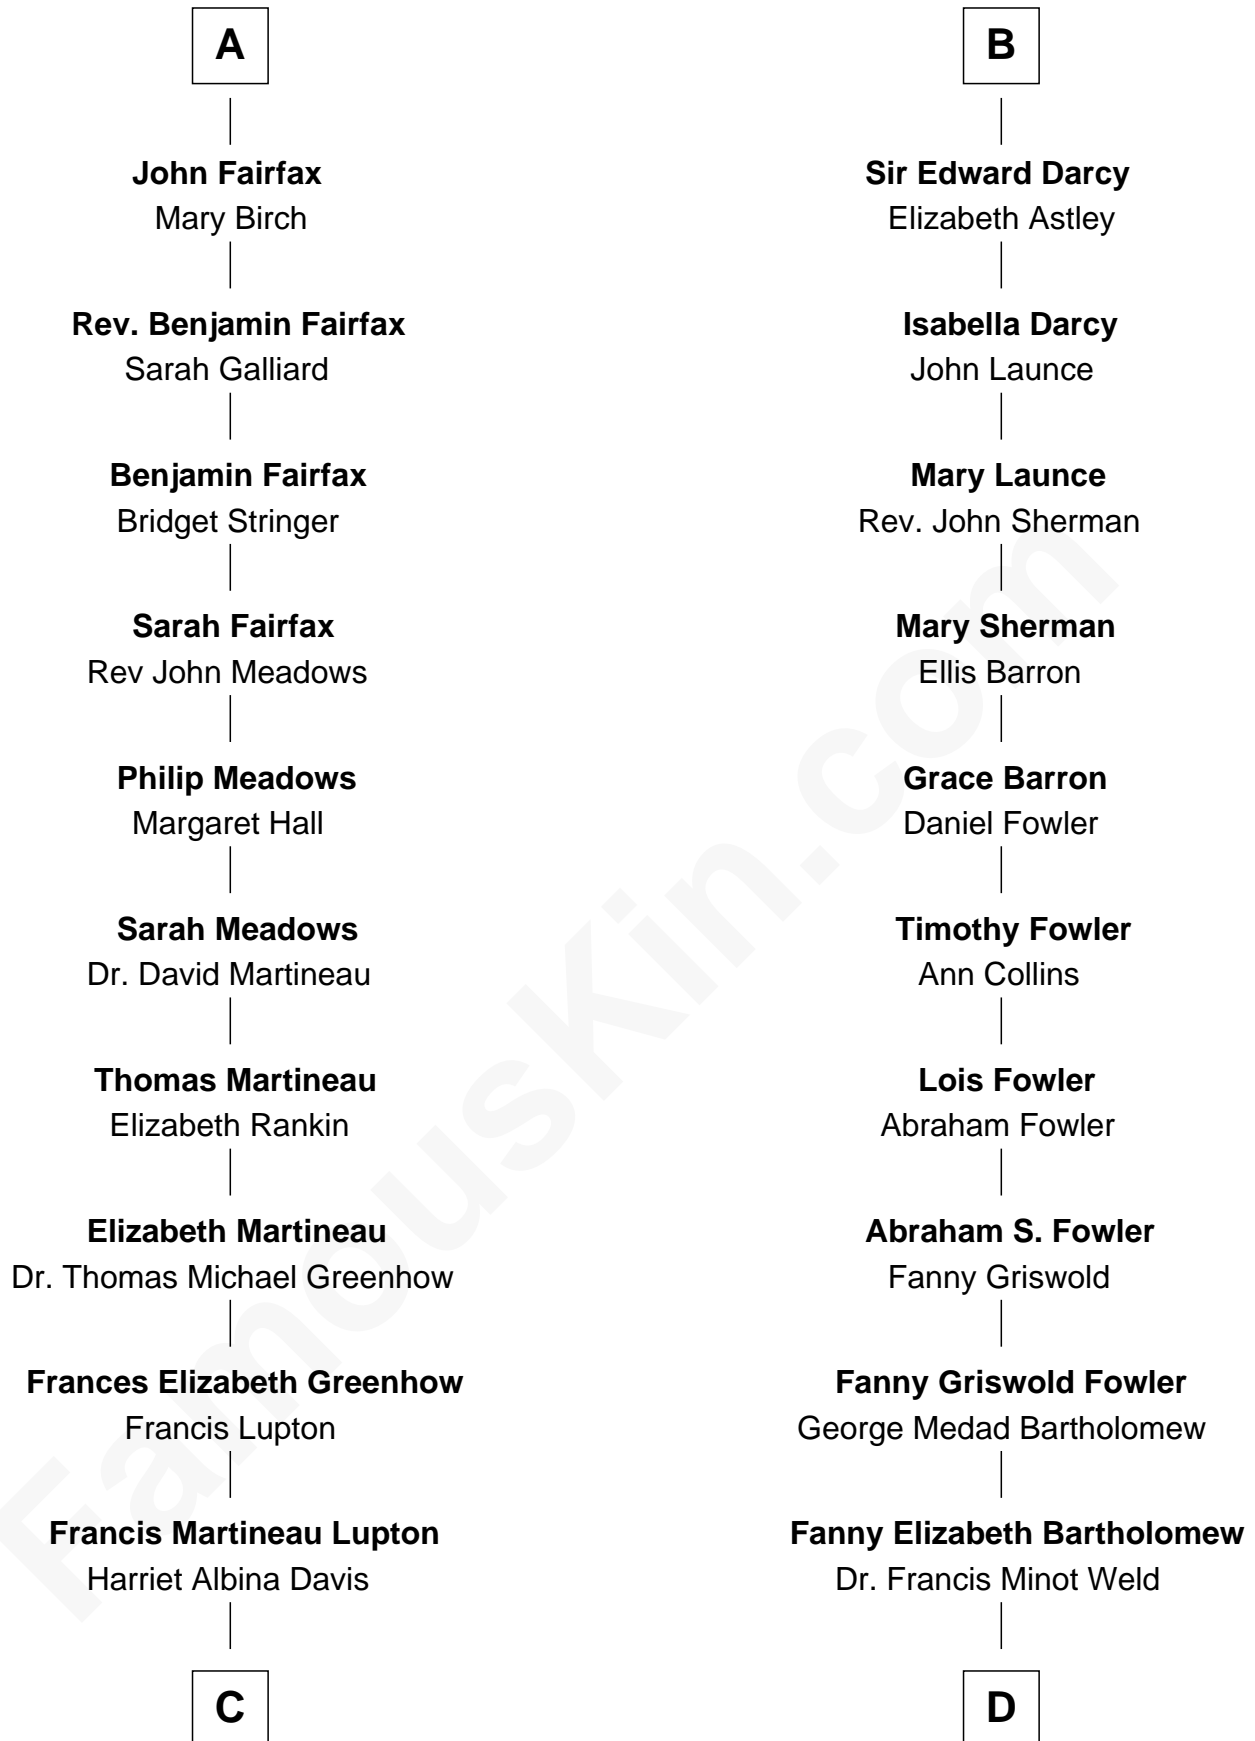 A
John Fairfax
Mary Birch
Rev. Benjamin Fairfax
Sarah Galliard
Benjamin Fairfax
Bridget Stringer
Sarah Fairfax
Rev John Meadows
Philip Meadows
Margaret Hall
Sarah Meadows
Dr. David Martineau
Thomas Martineau
Elizabeth Rankin
Elizabeth Martineau
Dr. Thomas Michael Greenhow
Frances Elizabeth Greenhow
Francis Lupton
Francis Martineau Lupton
Harriet Albina Davis
C
B
Sir Edward Darcy
Elizabeth Astley
Isabella Darcy
John Launce
Mary Launce
Rev. John Sherman
Mary Sherman
Ellis Barron
Grace Barron
Daniel Fowler
Timothy Fowler
Ann Collins
Lois Fowler
Abraham Fowler
Abraham S. Fowler
Fanny Griswold
Fanny Griswold Fowler
George Medad Bartholomew
Fanny Elizabeth Bartholomew
Dr. Francis Minot Weld
D
FamousKin.com